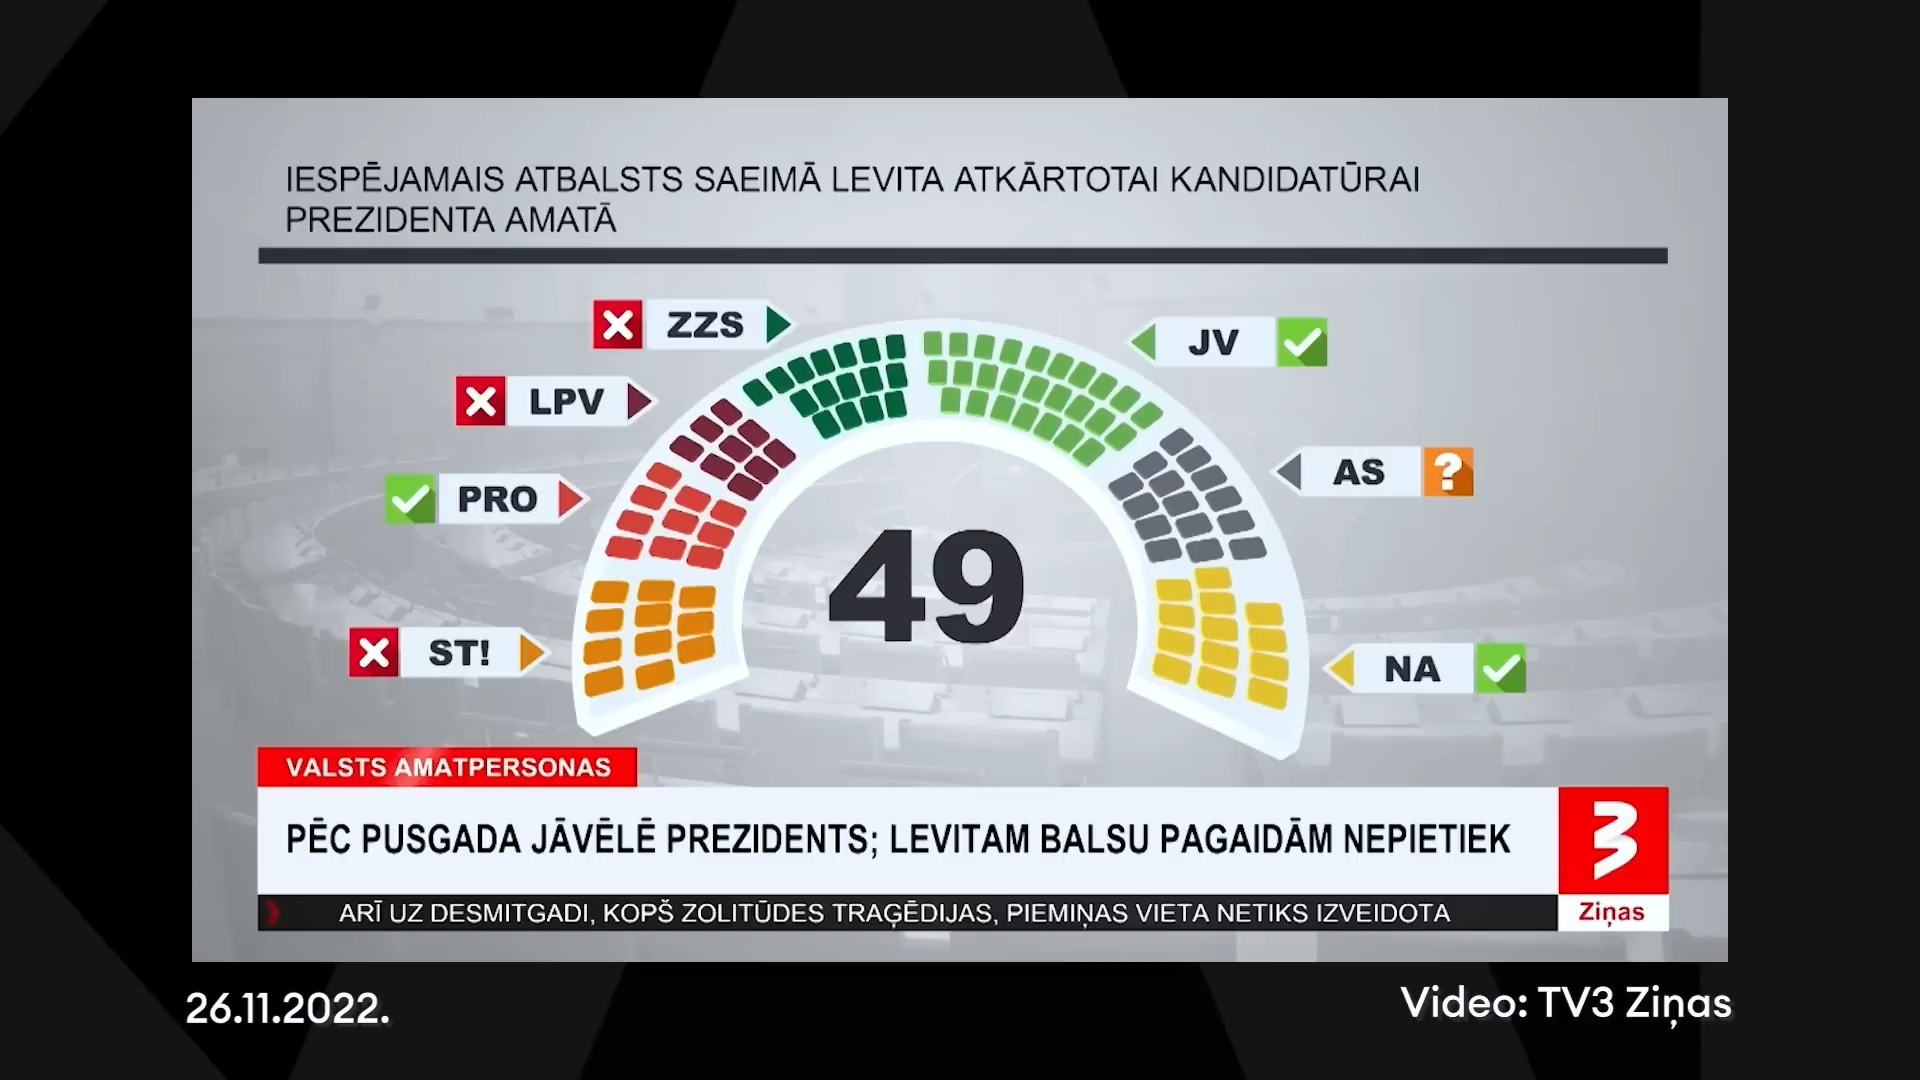 IESPĒJAMAIS ATBALSTS SAEIMĀ LEVITA ATKĀRTOTAI KANDIDATŪRAI
PREZIDENTA AMATĀ
ZZS
JV
LPV
AS
?
PRO
49
ST!
NA
VALSTS AMATPERSONAS
PĒC PUSGADA JĀVĒLĒ PREZIDENTS; LEVITAM BALSU PAGAIDĀM NEPIETIEK
3
ARĪ UZ DESMITGADI, KOPŠ ZOLITŪDES TRAĢĒDIJAS, PIEMIŅAS VIETA NETIKS IZVEIDOTA
Ziņas
26.11.2022.
Video: TV3 Ziņas